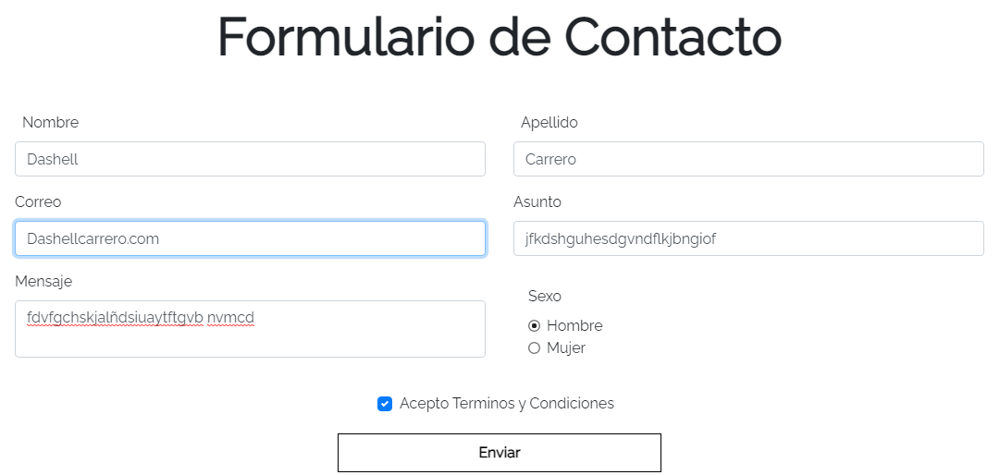 Formulario de Contacto
Nombre
Apellido
Dashell
Carrero
Correo
Asunto
Dashellcarrero.com
jfkdshguhesdgvndflkjbngiof
Mensaje
fdvfgchskjalñdsiuaytftgvb nvmcd
Sexo
Hombre
Mujer
Acepto Terminos y Condiciones
Enviar